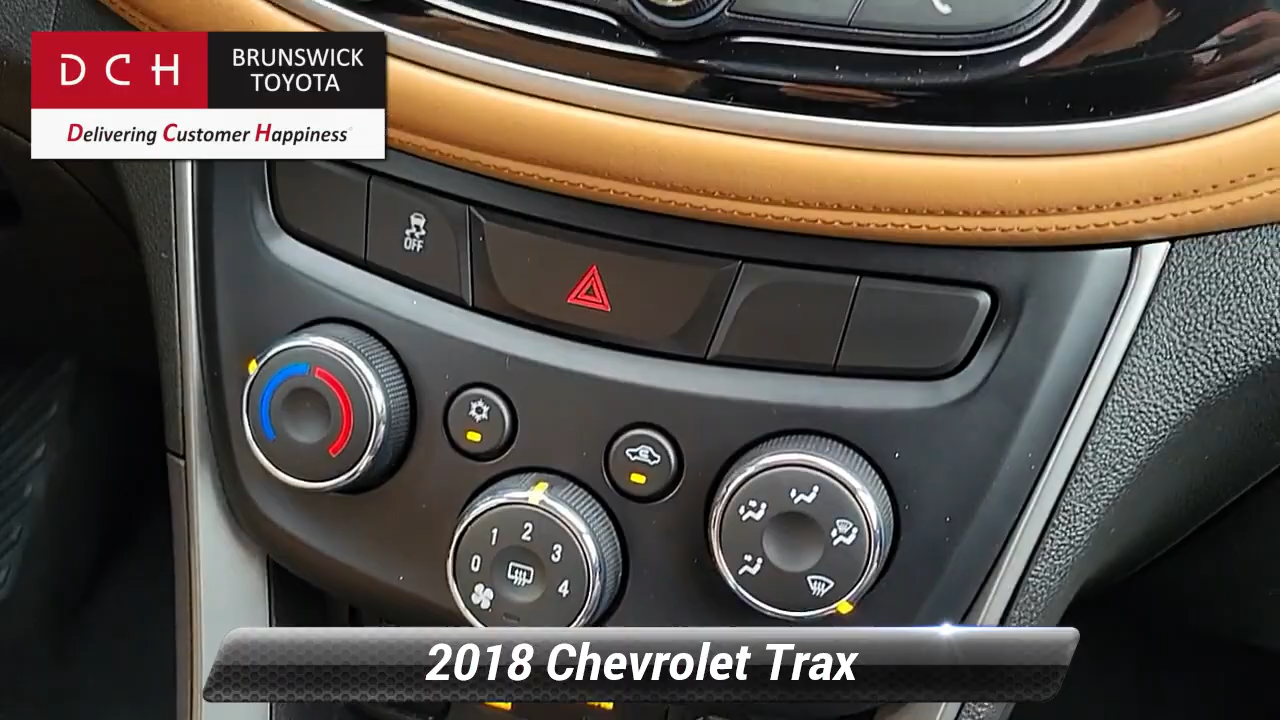 DCH
BRUNSWICK
TOYOTA
Delivering Customer Happiness
OFF
0 1 2 3 4
2018 Chevrolet Trax